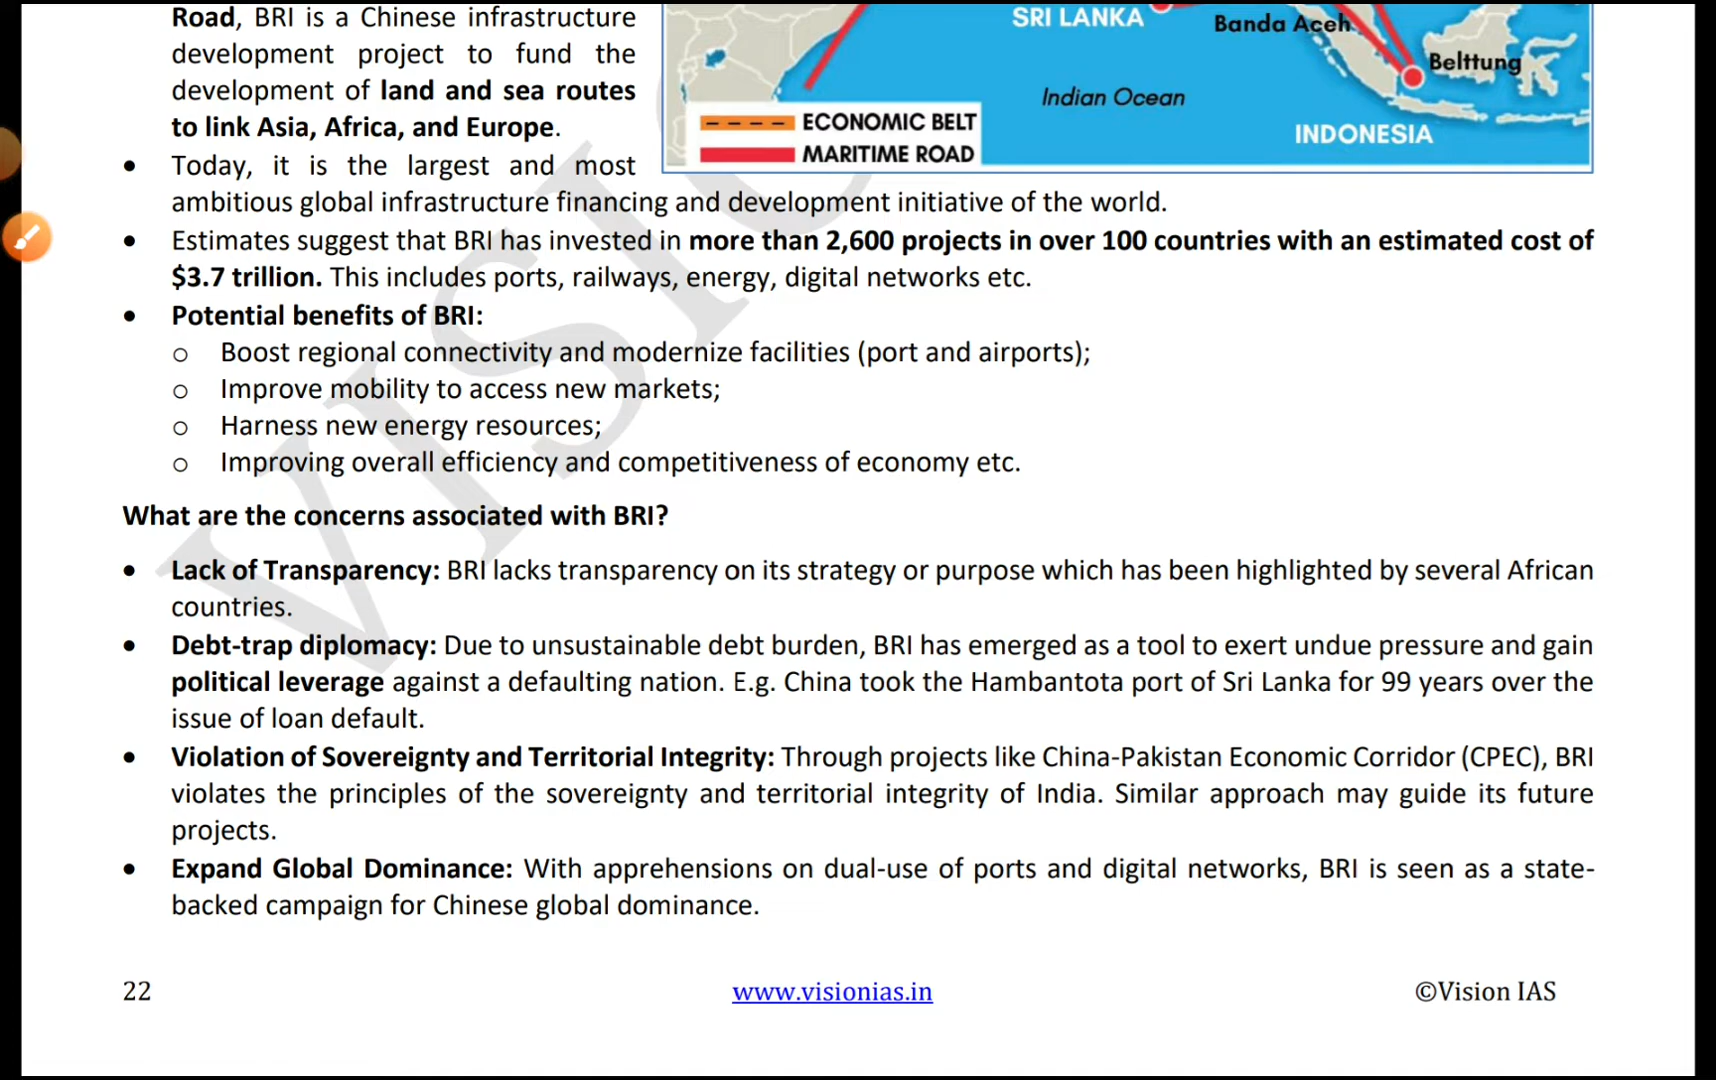 Road, BRI is a Chinese infrastructure
development project to fund the
development of land and sea routes
to link Asia, Africa, and Europe.
SRI LANKA
Banda Aceh
Belttung
Indian Ocean
INDONESIA
ECONOMIC BELT
MARITIME ROAD
• Today, it is the largest and most
ambitious global infrastructure financing and development initiative of the world.
• Estimates suggest that BRI has invested in more than 2,600 projects in over 100 countries with an estimated cost of
$3.7 trillion. This includes ports, railways, energy, digital networks etc.
• Potential benefits of BRI:
o Boost regional connectivity and modernize facilities (port and airports);
o Improve mobility to access new markets;
o Harness new energy resources;
o Improving overall efficiency and competitiveness of economy etc.
What are the concerns associated with BRI?
• Lack of Transparency: BRI lacks transparency on its strategy or purpose which has been highlighted by several African
countries.
• Debt-trap diplomacy: Due to unsustainable debt burden, BRI has emerged as a tool to exert undue pressure and gain
political leverage against a defaulting nation. E.g. China took the Hambantota port of Sri Lanka for 99 years over the
issue of loan default.
• Violation of Sovereignty and Territorial Integrity: Through projects like China-Pakistan Economic Corridor (CPEC), BRI
violates the principles of the sovereignty and territorial integrity of India. Similar approach may guide its future
projects.
• Expand Global Dominance: With apprehensions on dual-use of ports and digital networks, BRI is seen as a state-
backed campaign for Chinese global dominance.
22
www.visionias.in
©Vision IAS